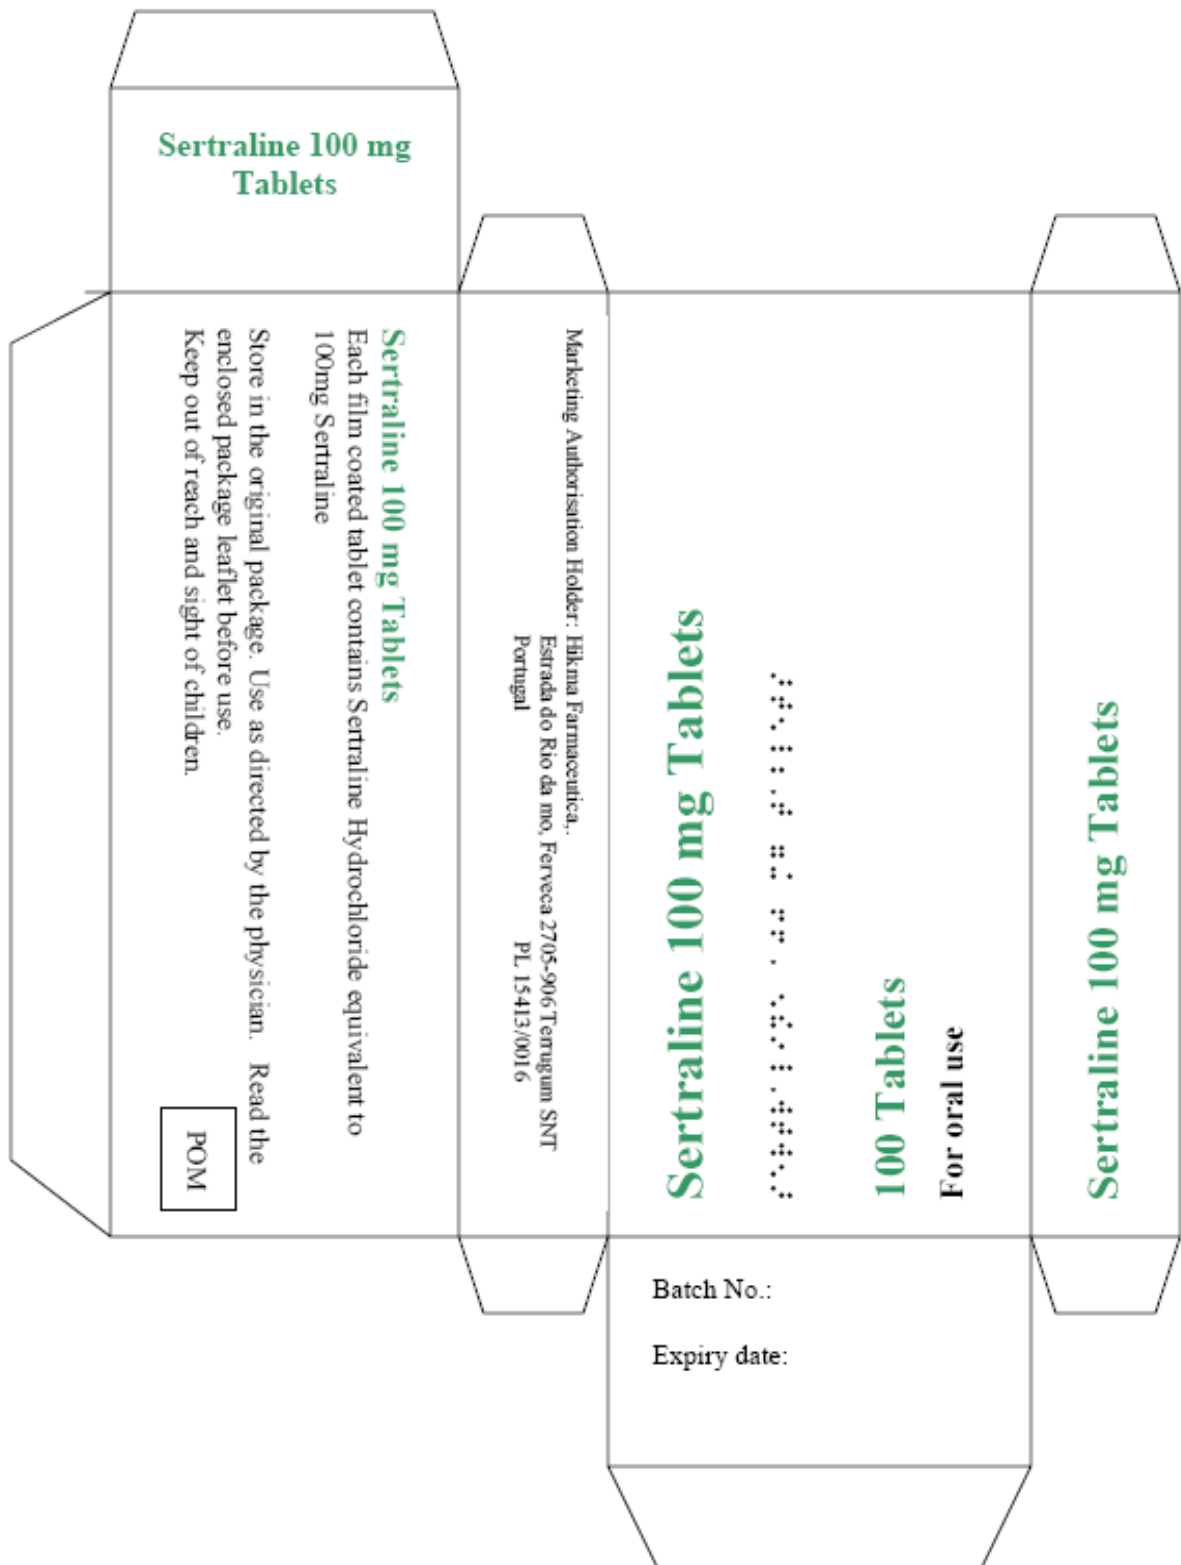 Sertraline 100 mg
Tablets
Sertraline 100 mg Tablets
Each film coated tablet contains Sertraline Hydrochloride equivalent to
100mg Sertraline
Store in the original package. Use as directed by the physician. Read the
enclosed package leaflet before use.
Keep out of reach and sight of children.
POM
Marketing Authorisation Holder: Hikma Farmaceutica,.
Estrada do Rio da mo, Ferveca 2705-906 Terrugum SNT
Portugal PL 15413/0016
Sertraline 100 mg Tablets
100 Tablets
For oral use
Sertraline 100 mg Tablets
Batch No.:
Expiry date: